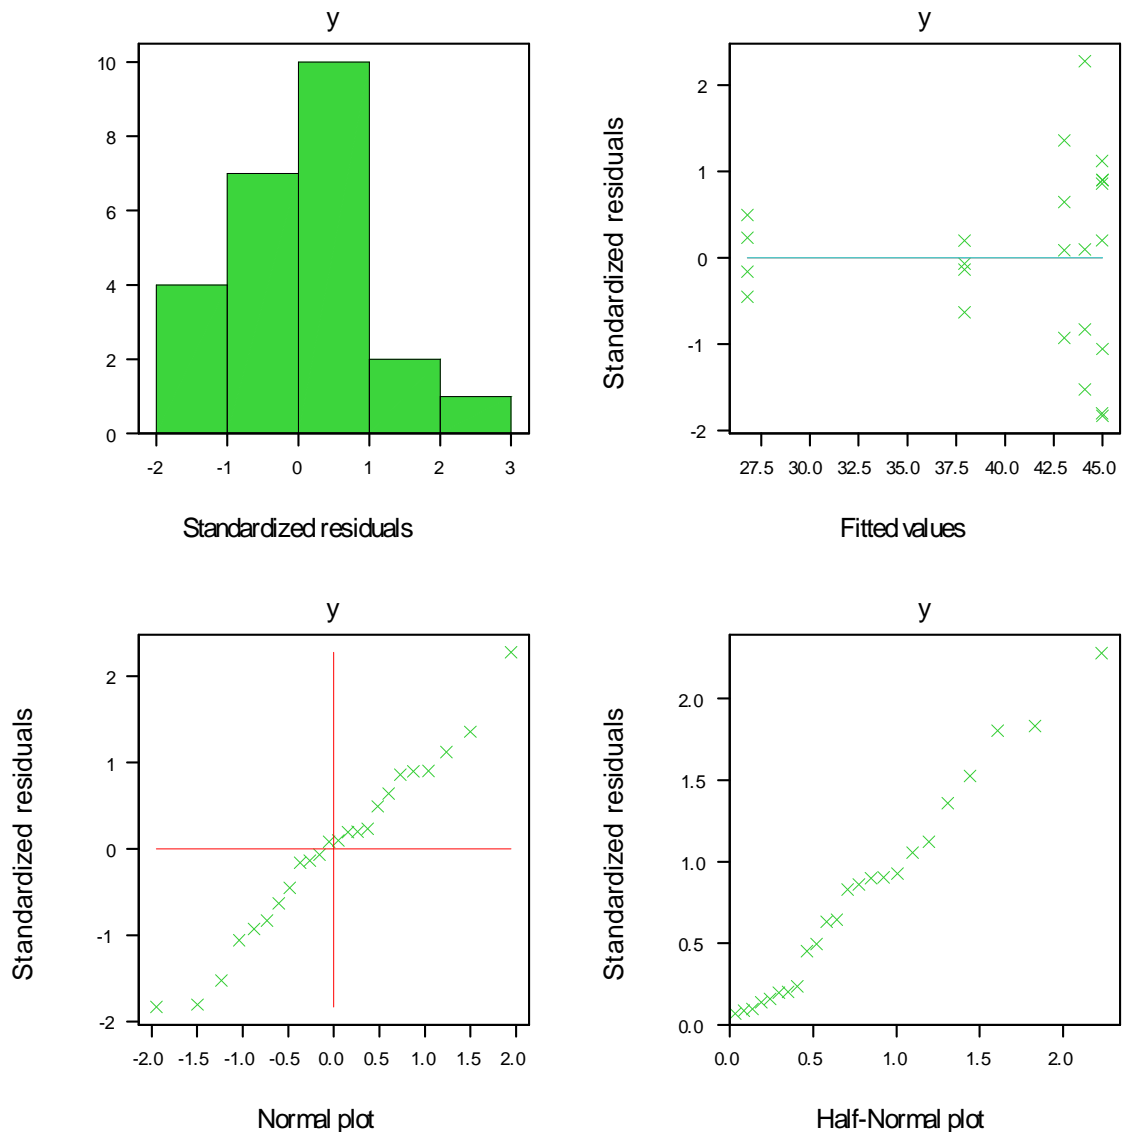 y
10
8
6
4
2
0
-2 -1 0 1 2 3
Standardized residuals
y
Standardized residuals
2
1
0
-1
-2
27.5 30.0 32.5 35.0 37.5 40.0 42.5 45.0
Fitted values
y
Standardized residuals
2
1
0
-1
-2
-2.0 -1.5 -1.0 -0.5 0.0 0.5 1.0 1.5 2.0
Normal plot
y
Standardized residuals
2.0
1.5
1.0
0.5
0.0
0.0 0.5 1.0 1.5 2.0
Half-Normal plot